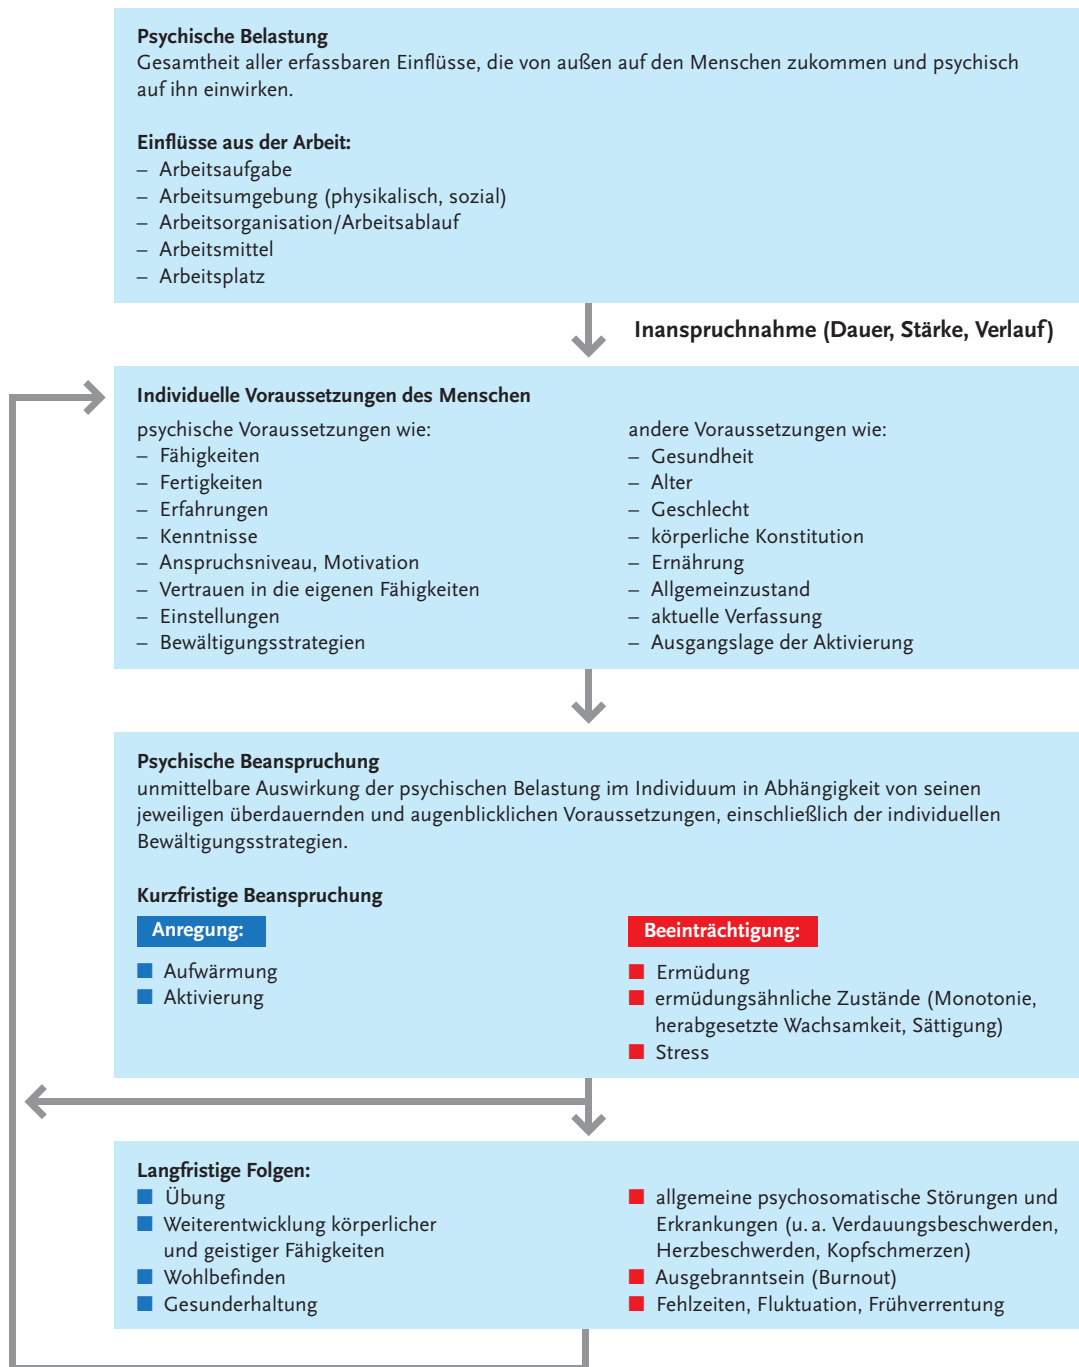 Psychische Belastung
Gesamtheit aller erfassbaren Einflüsse, die von außen auf den Menschen zukommen und psychisch
auf ihn einwirken.
Einflüsse aus der Arbeit:
– Arbeitsaufgabe
– Arbeitsumgebung (physikalisch, sozial)
– Arbeitsorganisation/Arbeitsablauf
– Arbeitsmittel
– Arbeitsplatz
Inanspruchnahme (Dauer, Stärke, Verlauf)
Individuelle Voraussetzungen des Menschen
psychische Voraussetzungen wie:
– Fähigkeiten
– Fertigkeiten
– Erfahrungen
– Kenntnisse
– Anspruchsniveau, Motivation
– Vertrauen in die eigenen Fähigkeiten
– Einstellungen
– Bewältigungsstrategien
andere Voraussetzungen wie:
– Gesundheit
– Alter
– Geschlecht
– körperliche Konstitution
– Ernährung
– Allgemeinzustand
– aktuelle Verfassung
– Ausgangslage der Aktivierung
Psychische Beanspruchung
unmittelbare Auswirkung der psychischen Belastung im Individuum in Abhängigkeit von seinen
jeweiligen überdauernden und augenblicklichen Voraussetzungen, einschließlich der individuellen
Bewältigungsstrategien.
Kurzfristige Beanspruchung
Anregung:
■ Aufwärmung
■ Aktivierung
Beeinträchtigung:
■ Ermüdung
■ ermüdungsähnliche Zustände (Monotonie,
herabgesetzte Wachsamkeit, Sättigung)
■ Stress
Langfristige Folgen:
■ Übung
■ Weiterentwicklung körperlicher
und geistiger Fähigkeiten
■ Wohlbefinden
■ Gesunderhaltung
■ allgemeine psychosomatische Störungen und
Erkrankungen (u. a. Verdauungsbeschwerden,
Herzbeschwerden, Kopfschmerzen)
■ Ausgebranntsein (Burnout)
■ Fehlzeiten, Fluktuation, Frühverrentung